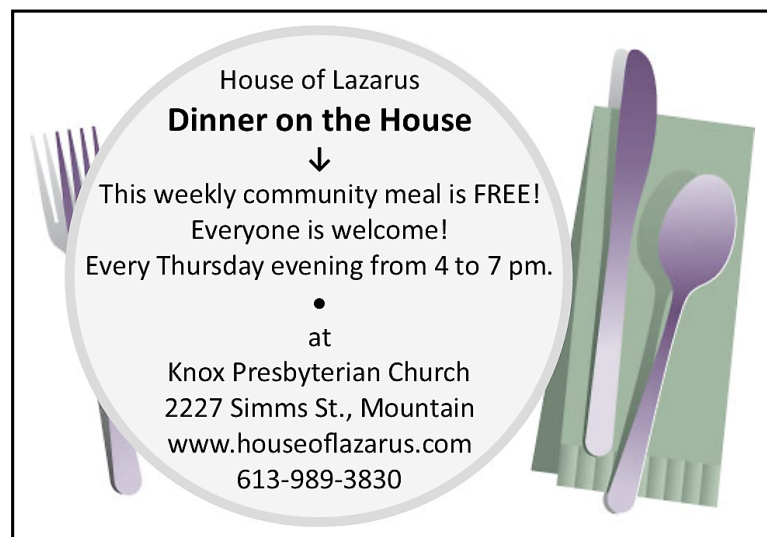 House of Lazarus
Dinner on the House
↓
This weekly community meal is FREE!
Everyone is welcome!
Every Thursday evening from 4 to 7 pm.
•
at
Knox Presbyterian Church
2227 Simms St., Mountain
www.houseoflazarus.com
613-989-3830